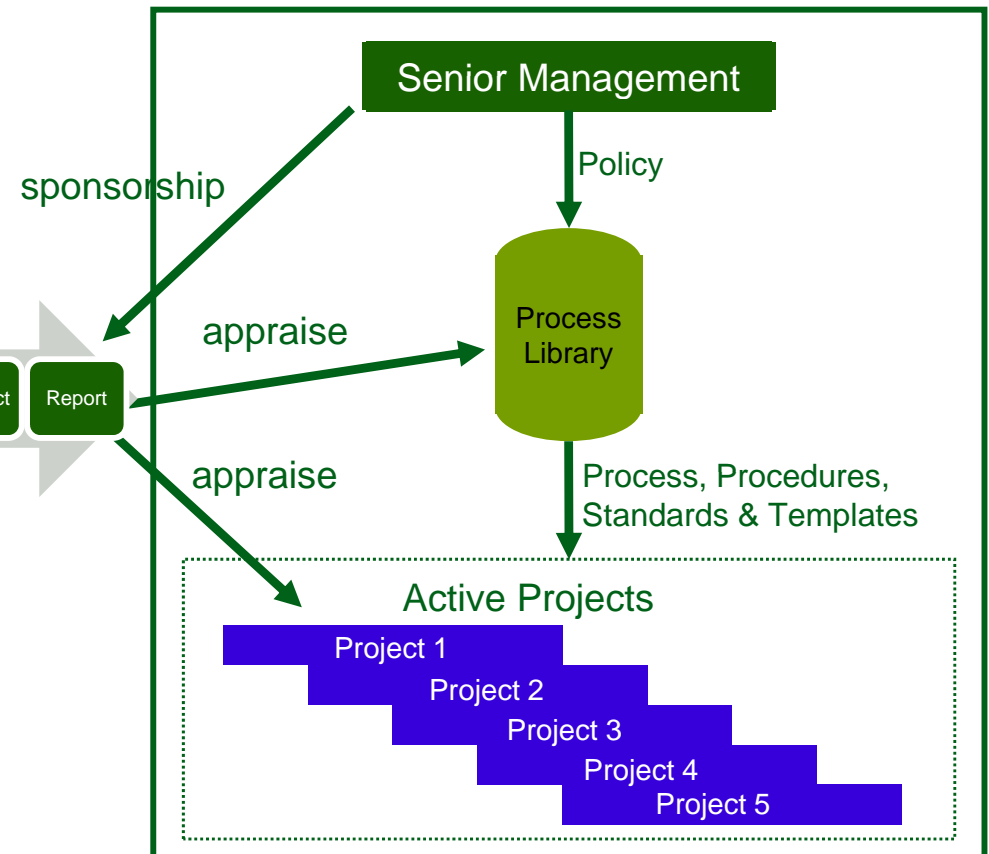 Senior Management
Policy
sponsorship
appraise
Process
Library
ct
Report
appraise
Process, Procedures,
Standards & Templates
Active Projects
Project 1
Project 2
Project 3
Project 4
Project 5